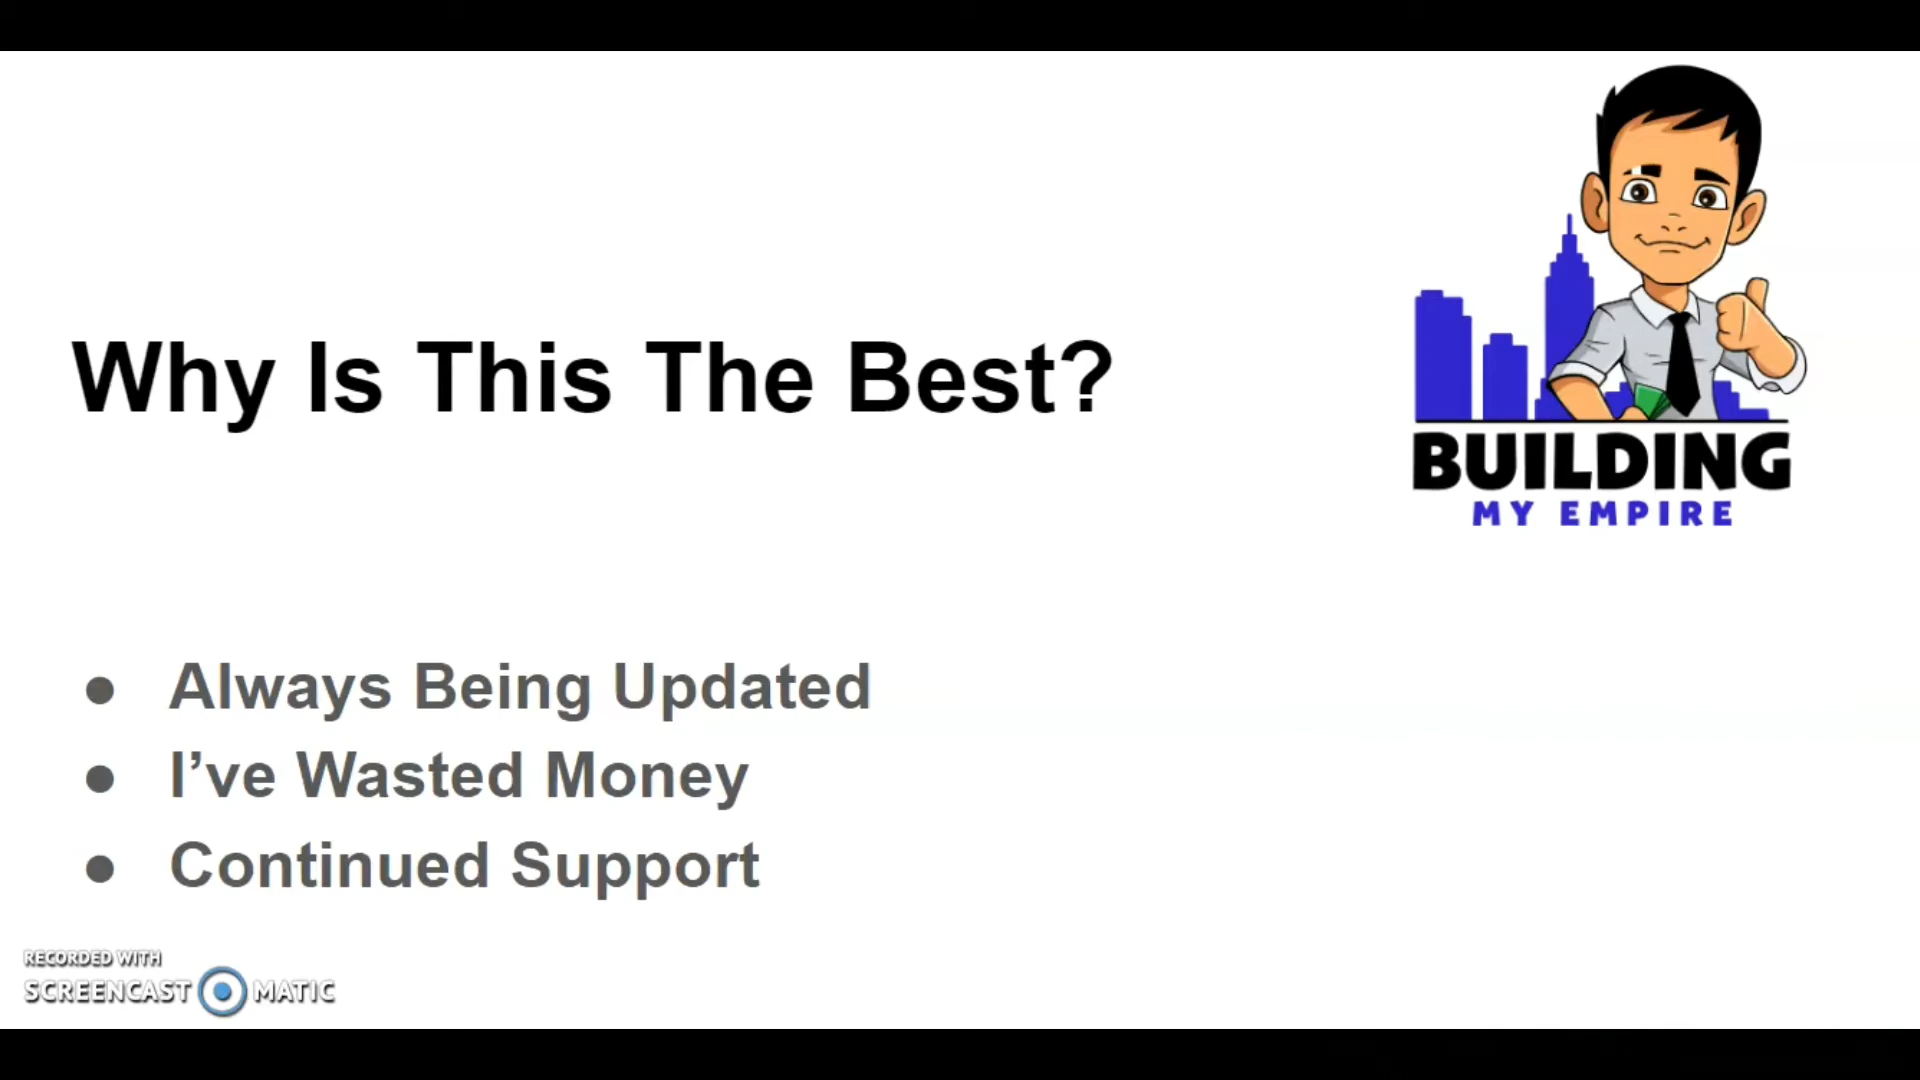 Why Is This The Best?
BUILDING
MY EMPIRE
● Always Being Updated
● I’ve Wasted Money
● Continued Support
RECORDED WITH
SCREENCAST MATIC